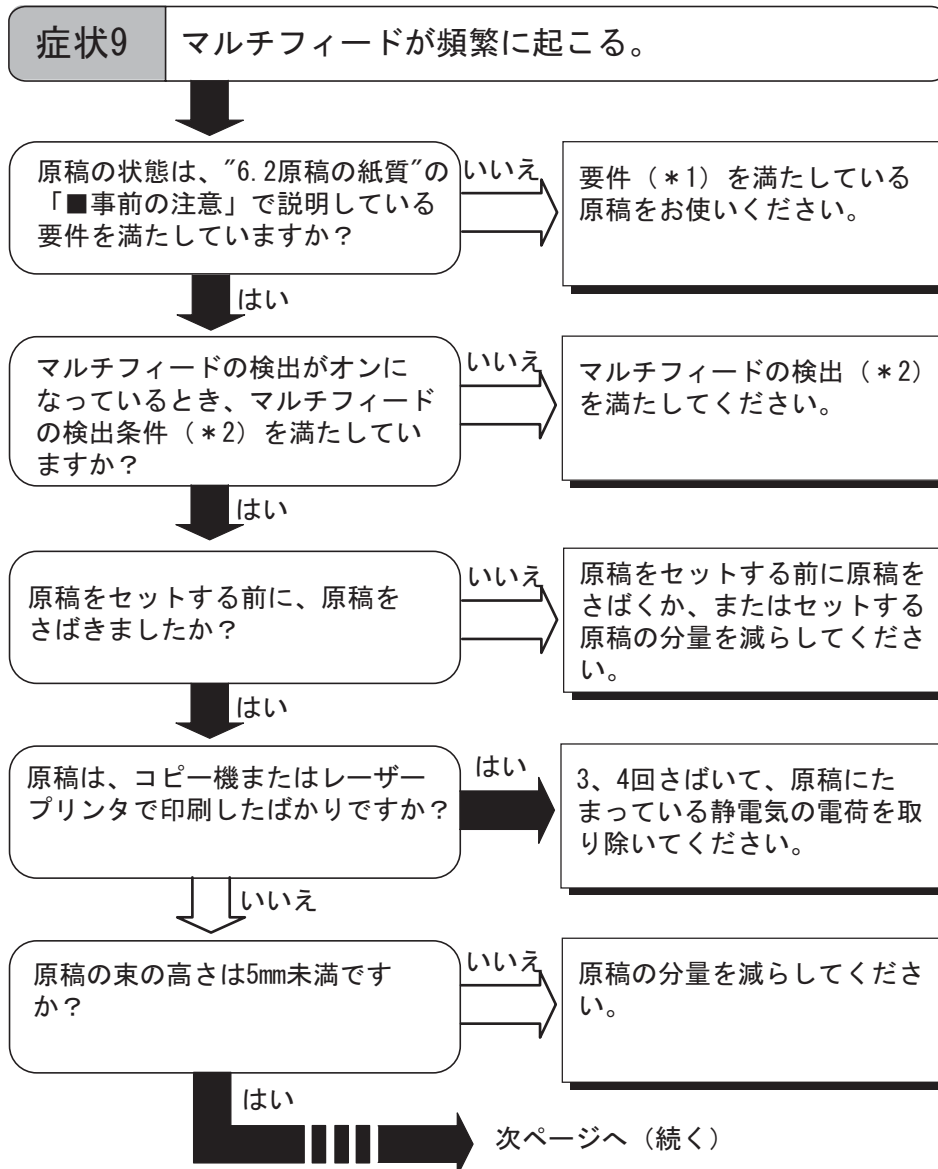 症状9
マルチフィードが頻繁に起こる。
原稿の状態は、"6.2原稿の紙質"の
「■事前の注意」で説明している
要件を満たしていますか？
いいえ
要件（＊1）を満たしている
原稿をお使いください。
はい
マルチフィードの検出がオンに
なっているとき、マルチフィード
の検出条件（＊2）を満たしてい
ますか？
いいえ
マルチフィードの検出（＊2）
を満たしてください。
はい
原稿をセットする前に、原稿を
さばきましたか？
いいえ
原稿をセットする前に原稿を
さばくか、またはセットする
原稿の分量を減らしてくださ
い。
はい
原稿は、コピー機またはレーザー
プリンタで印刷したばかりですか？
はい
3、4回さばいて、原稿にた
まっている静電気の電荷を取
り除いてください。
いいえ
原稿の束の高さは5mm未満です
か？
いいえ
原稿の分量を減らしてくださ
い。
はい
次ページへ（続く）